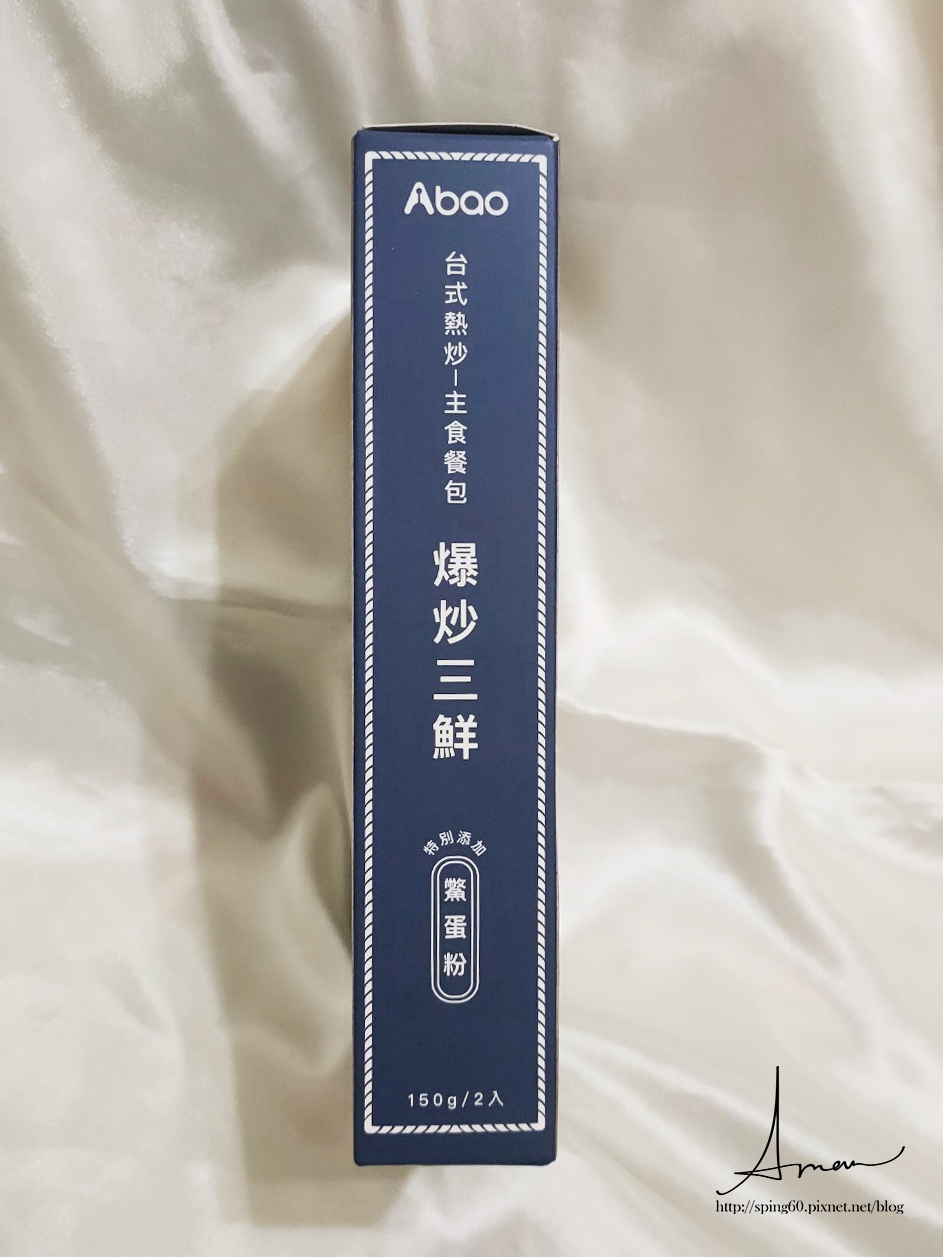 Abao
台式熱炒—主食餐包
爆炒三鮮
特別添加
鱉蛋粉
150g/2入
Aman
http://sping60.pixnet.net/blog